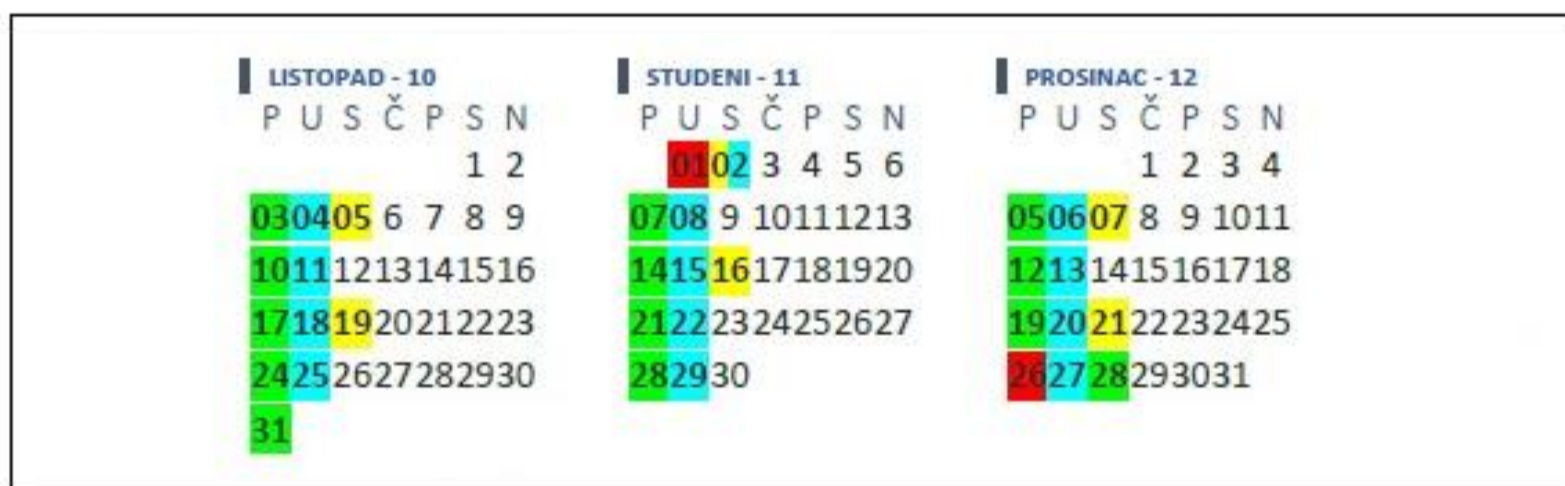 LISTOPAD - 10
P U S Č P S N
1 2
03 04 05 6 7 8 9
10 11 12 13 14 15 16
17 18 19 20 21 22 23
24 25 26 27 28 29 30
31
STUDENI - 11
P U S Č P S N
01 02 3 4 5 6
07 08 9 10 11 12 13
14 15 16 17 18 19 20
21 22 23 24 25 26 27
28 29 30
PROSINAC - 12
P U S Č P S N
1 2 3 4
05 06 07 8 9 10 11
12 13 14 15 16 17 18
19 20 21 22 23 24 25
26 27 28 29 30 31